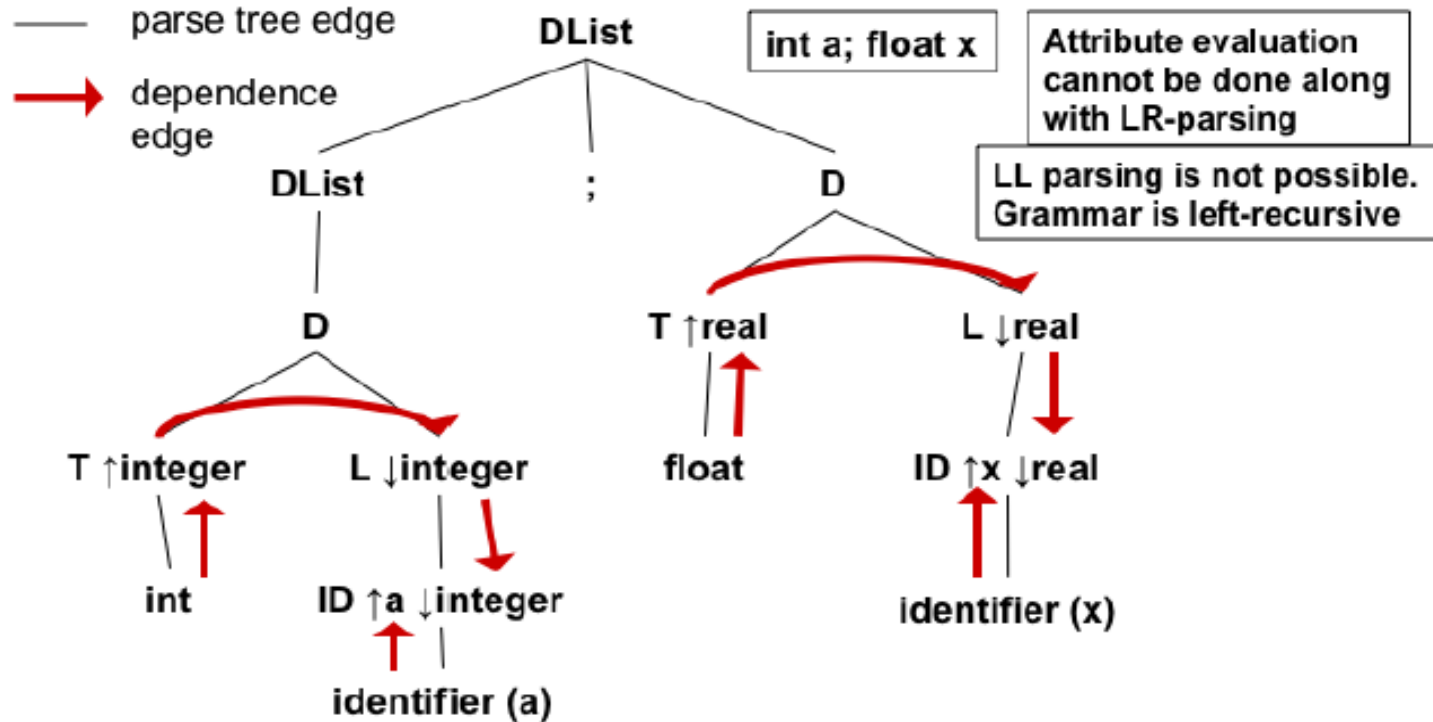 parse tree edge
dependence
edge
DList
int a; float x
Attribute evaluation
cannot be done along
with LR-parsing
LL parsing is not possible.
Grammar is left-recursive
DList
;
D
D
T ↑real
L ↓real
T ↑integer
L ↓integer
float
ID ↑x ↓real
int
ID ↑a ↓integer
identifier (x)
identifier (a)